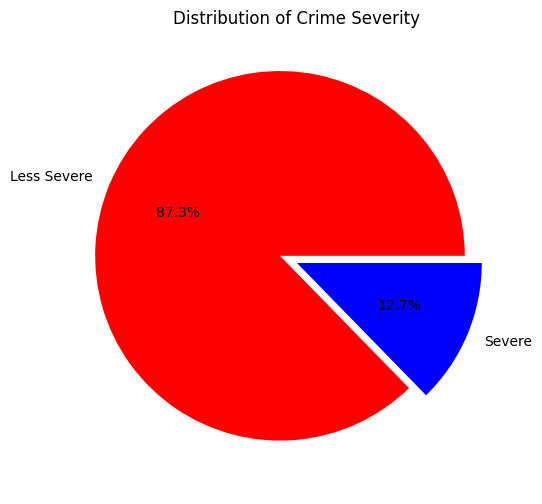 Distribution of Crime Severity
Less Severe
87.3%
12.7%
Severe